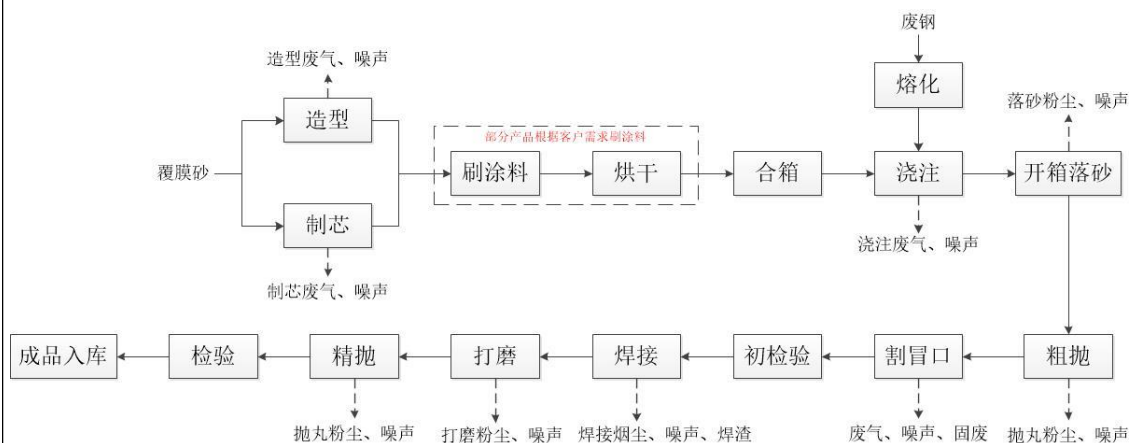 废钢
造型废气、噪声
熔化
落砂粉尘、噪声
造型
部分产品根据客户需求刷涂料
覆膜砂
刷涂料
烘干
合箱
浇注
开箱落砂
制芯
浇注废气、噪声
制芯废气、噪声
成品入库
检验
精抛
打磨
焊接
初检验
割冒口
粗抛
抛丸粉尘、噪声
打磨粉尘、噪声
焊接烟尘、噪声、焊渣
废气、噪声、固废
抛丸粉尘、噪声